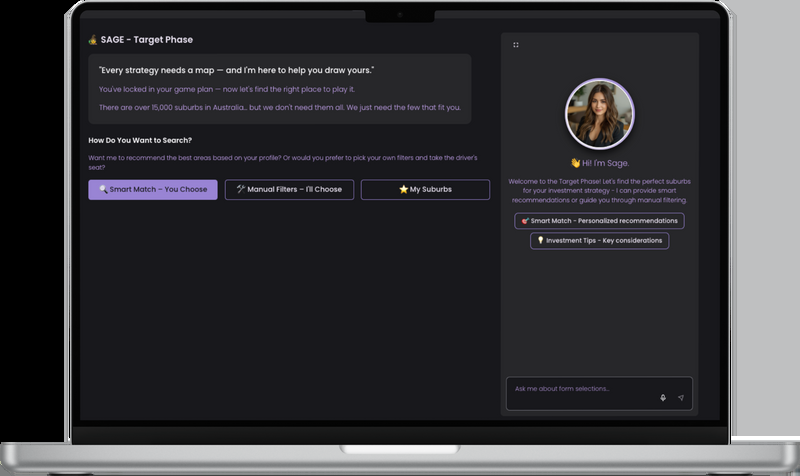 SAGE - Target Phase
"Every strategy needs a map — and I'm here to help you draw yours."
You've locked in your game plan — now let's find the right place to play it.
There are over 15,000 suburbs in Australia... but we don't need them all. We just need the few that fit you.
How Do You Want to Search?
Want me to recommend the best areas based on your profile? Or would you prefer to pick your own filters and take the driver's
seat?
Smart Match – You Choose
Manual Filters – I'll Choose
My Suburbs
Hi! I'm Sage.
Welcome to the Target Phase! Let's find the perfect suburbs
for your investment strategy - I can provide smart
recommendations or guide you through manual filtering.
Smart Match - Personalized recommendations
Investment Tips - Key considerations
Ask me about form selections...